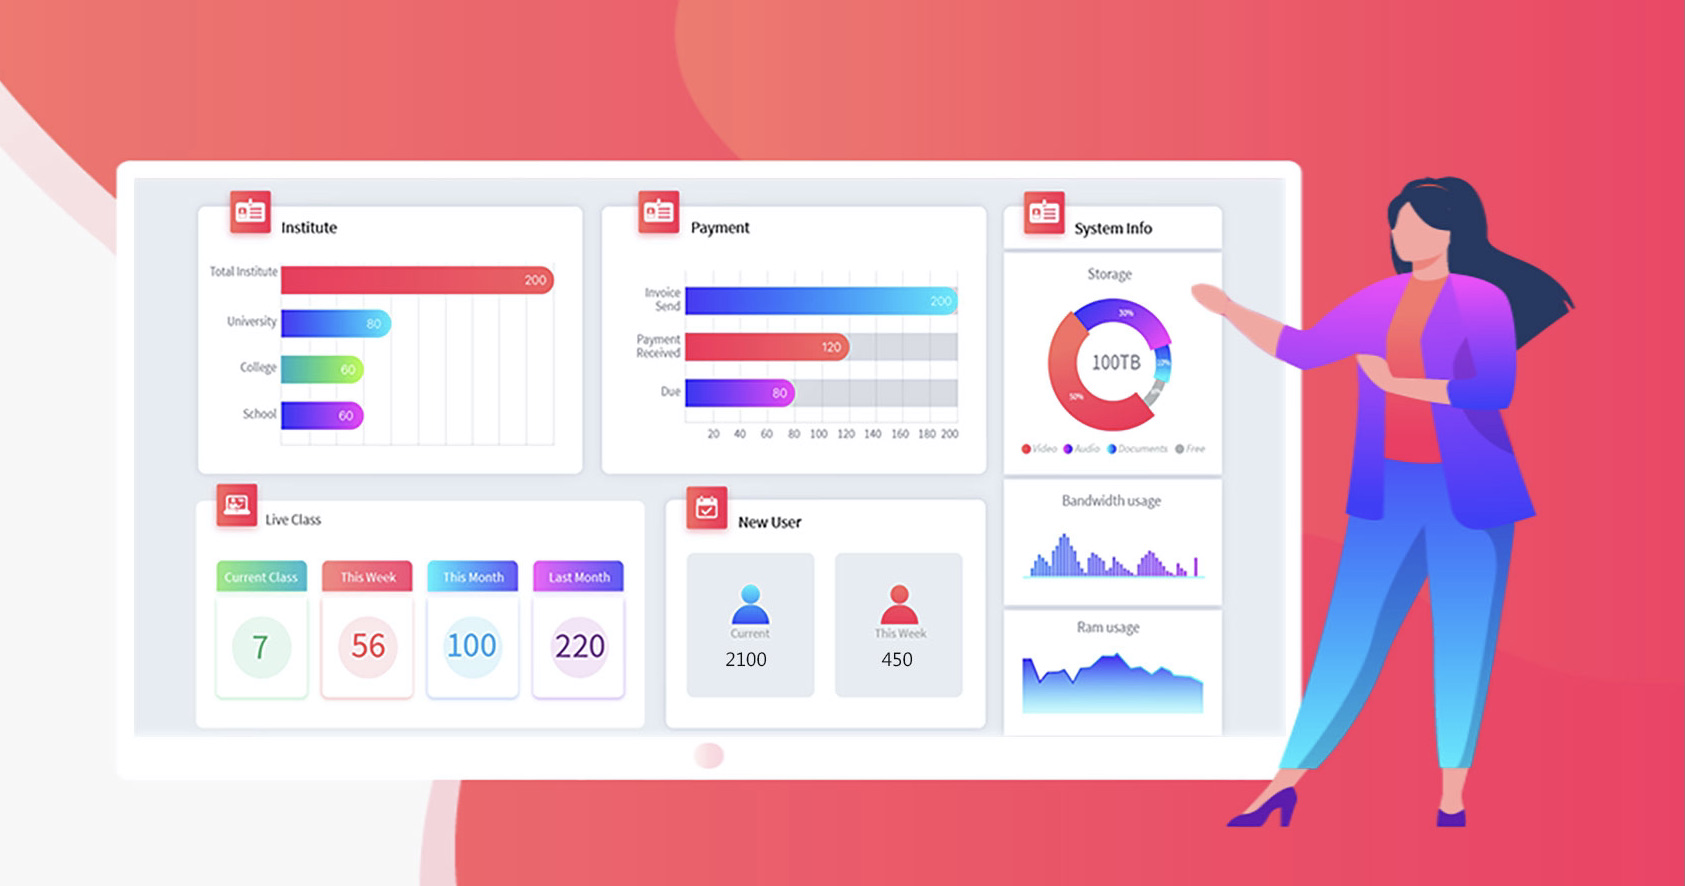 Institute
Total Institute
200
University
80
College
60
School
60
Payment
Invoice
Send
200
Payment
Received
120
Due
80
20 40 60 80 100 120 140 160 180 200
System Info
Storage
30%
100TB
50%
Video Audio Documents Free
Bandwidth usage
Ram usage
Live Class
Current Class
7
This Week
56
This Month
100
Last Month
220
New User
Current
2100
This Week
450